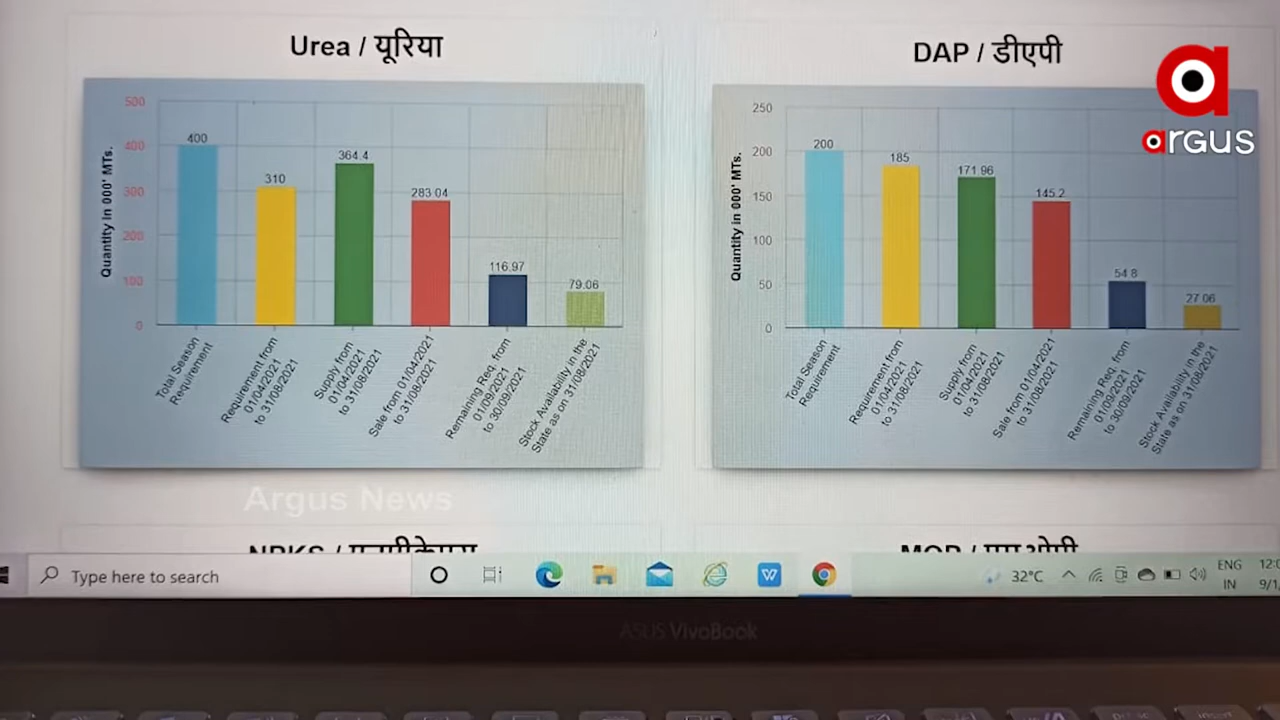 Urea / यूरिया
Quantity in 000' MTs.
500
400
300
200
100
0
400
310
364.4
283.04
116.97
79.06
Total Season
Requirement
Requirement from
01/04/2021
to 31/08/2021
Supply from
01/04/2021
to 31/08/2021
Sale from 01/04/2021
to 31/08/2021
Remaining Req. from
01/09/2021
to 30/09/2021
Stock Availability in the
State as on 31/08/2021
DAP / डीएपी
Quantity in 000' MTs.
250
200
150
100
50
0
200
185
171.96
145.2
54.8
27.06
Total Season
Requirement
Requirement from
01/04/2021
to 31/08/2021
Supply from
01/04/2021
to 31/08/2021
Sale from 01/04/2021
to 31/08/2021
Remaining Req. from
01/09/2021
to 30/09/2021
Stock Availability in the
State as on 31/08/2021
argus
Argus News
NPKS / एनपीकेएस
MOP / एमओपी
Type here to search
32°C
ENG
IN
ASUS VivoBook